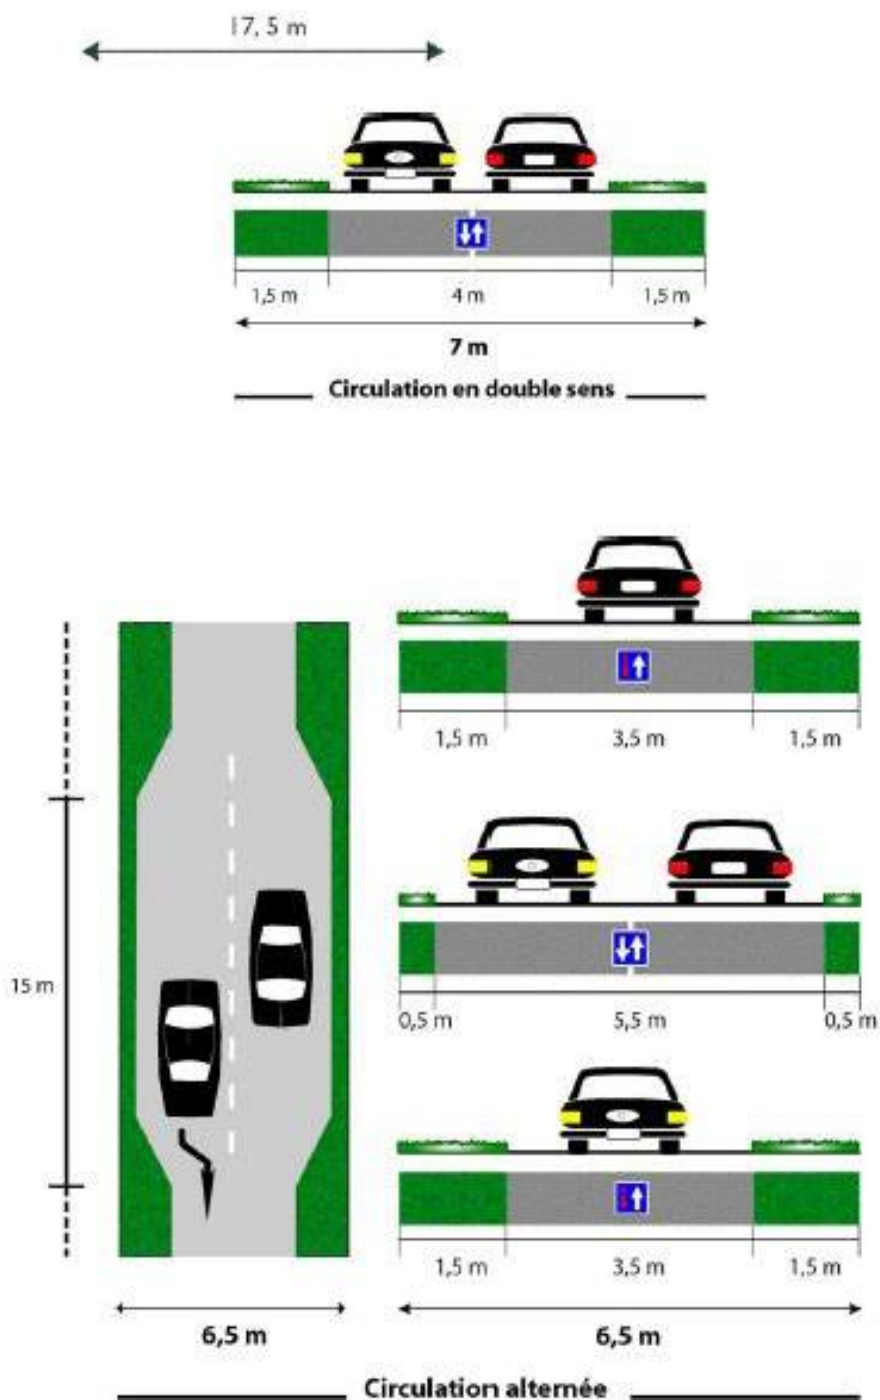 17, 5 m
1,5 m 4 m 1,5 m
7 m
Circulation en double sens
1,5 m 3,5 m 1,5 m
15 m
0,5 m 5,5 m 0,5 m
1,5 m 3,5 m 1,5 m
6,5 m 6,5 m
Circulation alternée